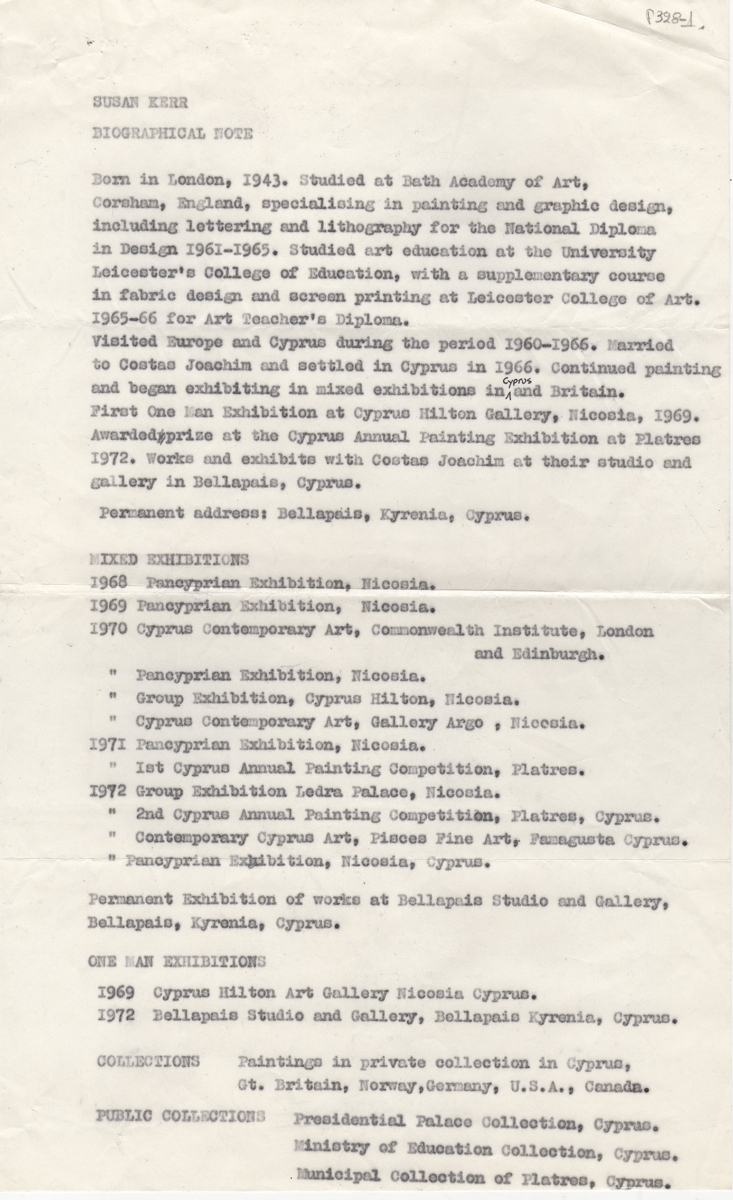 P328-1.
SUSAN KERR
BIOGRAPHICAL NOTE
Born in London, 1943. Studied at Bath Academy of Art,
Corsham, England, specialising in painting and graphic design,
including lettering and lithography for the National Diploma
in Design 1961-1965. Studied art education at the University
Leicester's College of Education, with a supplementary course
in fabric design and screen printing at Leicester College of Art.
1965-66 for Art Teacher's Diploma.
Visited Europe and Cyprus during the period 1960-1966. Married
to Costas Joachim and settled in Cyprus in 1966. Continued painting
and began exhibiting in mixed exhibitions in Cyprus and Britain.
First One Man Exhibition at Cyprus Hilton Gallery, Nicosia, 1969.
Awarded prize at the Cyprus Annual Painting Exhibition at Platres
1972. Works and exhibits with Costas Joachim at their studio and
gallery in Bellapais, Cyprus.
Permanent address: Bellapais, Kyrenia, Cyprus.
MIXED EXHIBITIONS
1968 Pancyprian Exhibition, Nicosia.
1969 Pancyprian Exhibition, Nicosia.
1970 Cyprus Contemporary Art, Commonwealth Institute, London
and Edinburgh.
" Pancyprian Exhibition, Nicosia.
" Group Exhibition, Cyprus Hilton, Nicosia.
" Cyprus Contemporary Art, Gallery Argo , Nicosia.
1971 Pancyprian Exhibition, Nicosia.
" 1st Cyprus Annual Painting Competition, Platres.
1972 Group Exhibition Ledra Palace, Nicosia.
" 2nd Cyprus Annual Painting Competition, Platres, Cyprus.
" Contemporary Cyprus Art, Pisces Fine Art, Famagusta Cyprus.
" Pancyprian Exhibition, Nicosia, Cyprus.
Permanent Exhibition of works at Bellapais Studio and Gallery,
Bellapais, Kyrenia, Cyprus.
ONE MAN EXHIBITIONS
1969 Cyprus Hilton Art Gallery Nicosia Cyprus.
1972 Bellapais Studio and Gallery, Bellapais Kyrenia, Cyprus.
COLLECTIONS Paintings in private collection in Cyprus,
Gt. Britain, Norway,Germany, U.S.A., Canada.
PUBLIC COLLECTIONS Presidential Palace Collection, Cyprus.
Ministry of Education Collection, Cyprus.
Municipal Collection of Platres, Cyprus.